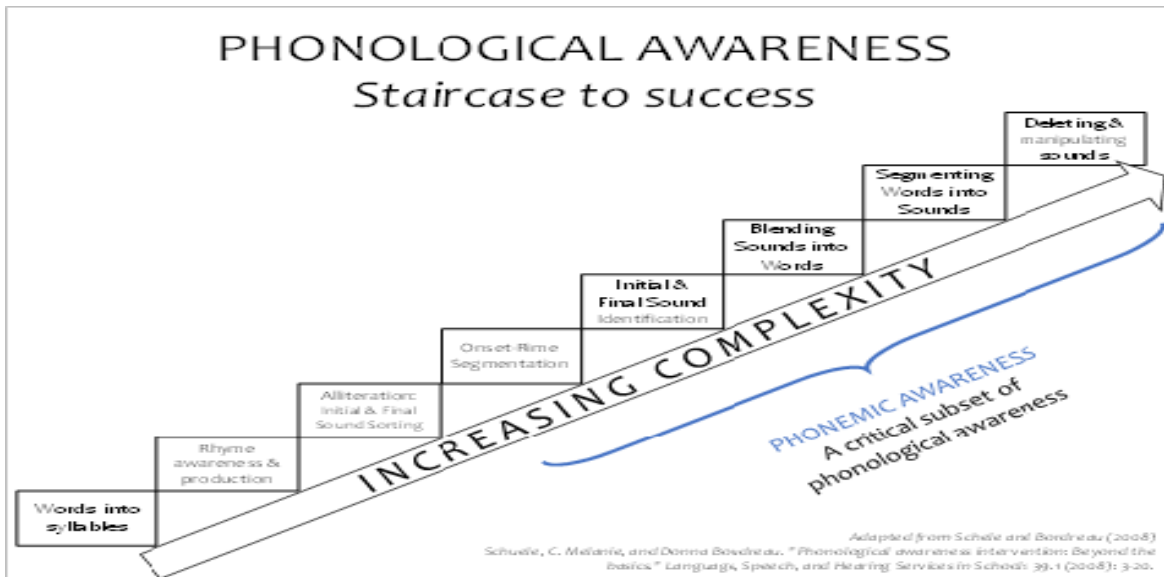 PHONOLOGICAL AWARENESS
Staircase to success
Deleting &
manipulating
sounds
Segmenting
Words into
Sounds
Blending
Sounds into
Words
Initial &
Final Sound
Identification
Onset-Rime
Segmentation
Alliteration:
Initial & Final
Sound Sorting
Rhyme
awareness &
production
Words into
syllables
INCREASING COMPLEXITY
PHONEMIC AWARENESS
A critical subset of
phonological awareness
Adapted from Schele and Bordreau (2008)
Schuele, C. Melanie, and Donna Boudreau. "Phonological awareness intervention: Beyond the
basics." Language, Speech, and Hearing Services in Schools 39.1 (2008): 3-20.